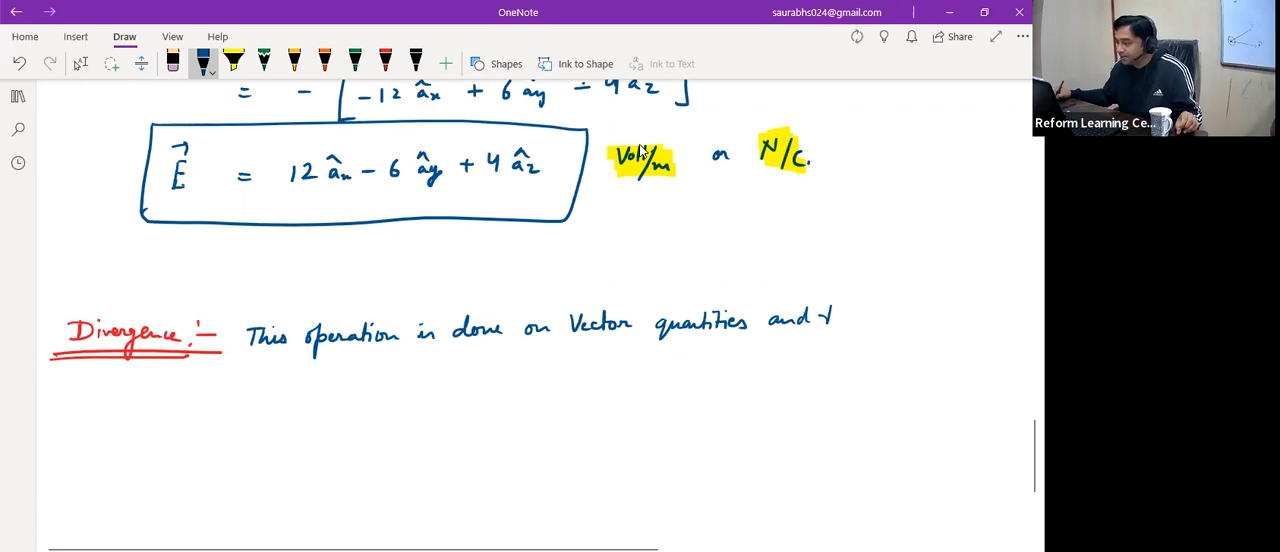 OneNote
saurabhs024@gmail.com
Home Insert Draw View Help
Share
Shapes Ink to Shape Ink to Text
= - [ -12 âx + 6 ây - 4 âz ]
E⃗ = 12 âx - 6 ây + 4 âz Volt/m or N/C.
Divergence:- This operation is done on Vector quantities and
Reform Learning Ce...